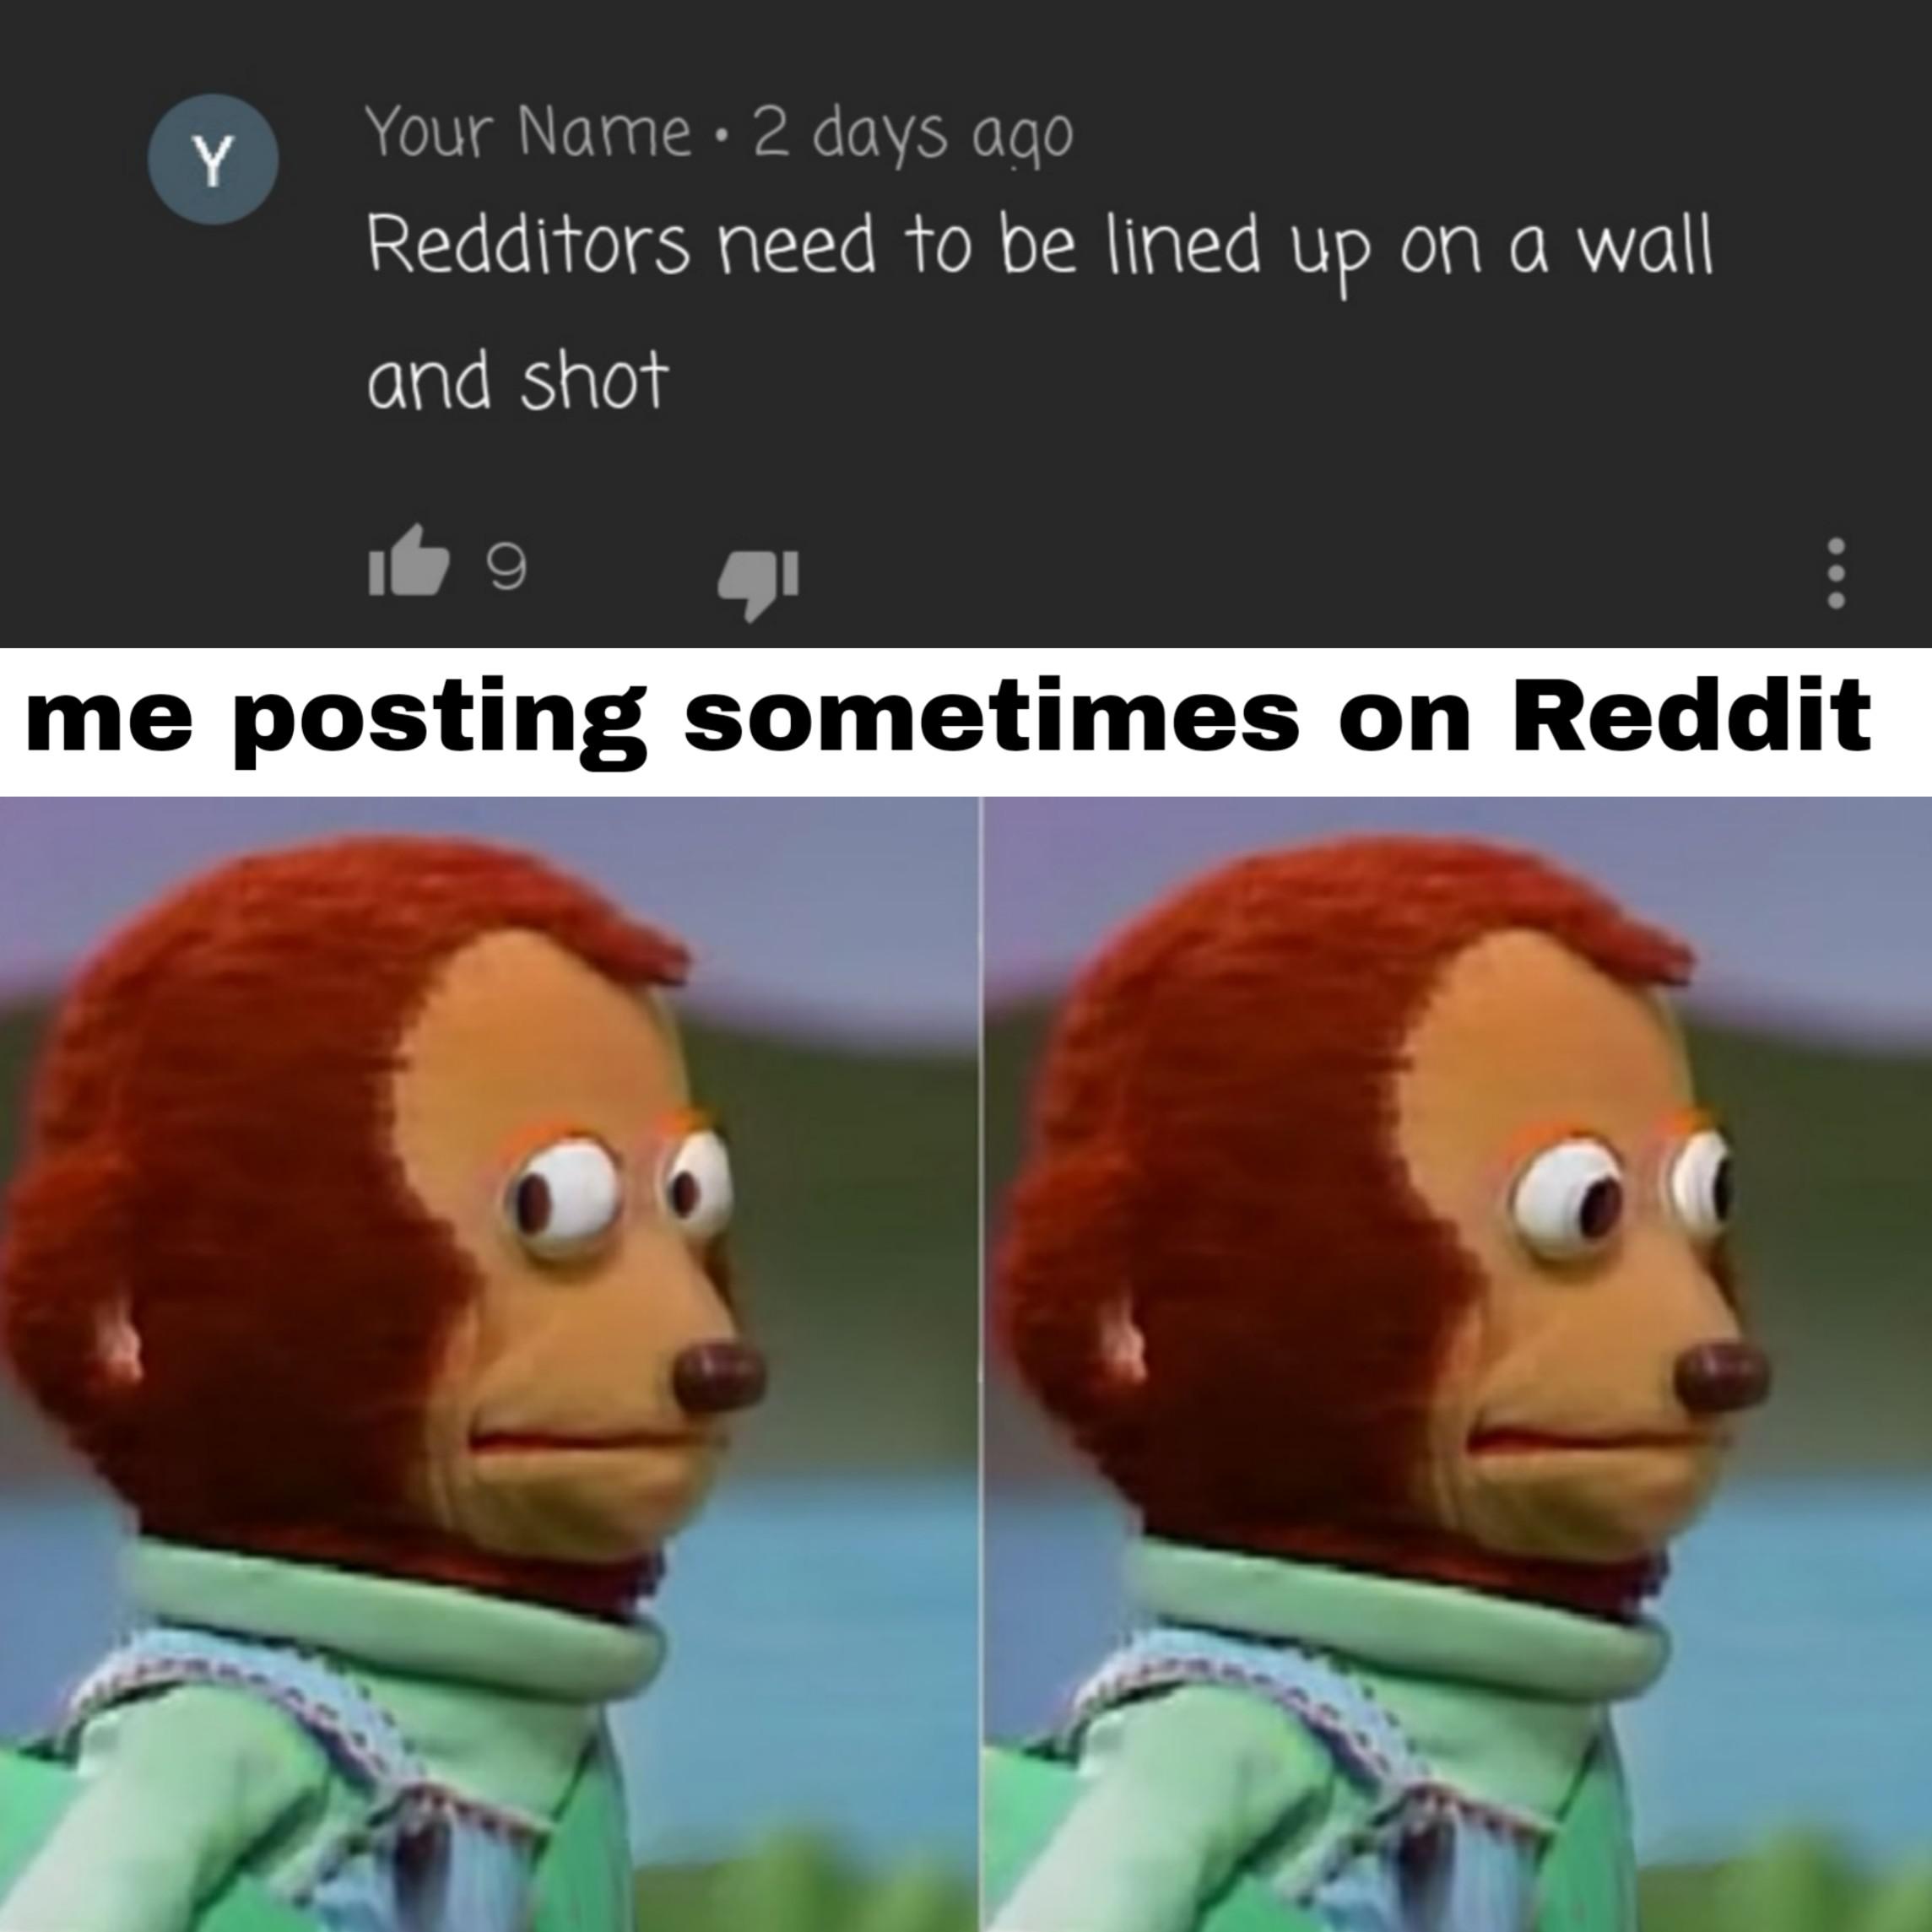 Y
Your Name • 2 days ago
Redditors need to be lined up on a wall
and shot
9
me posting sometimes on Reddit